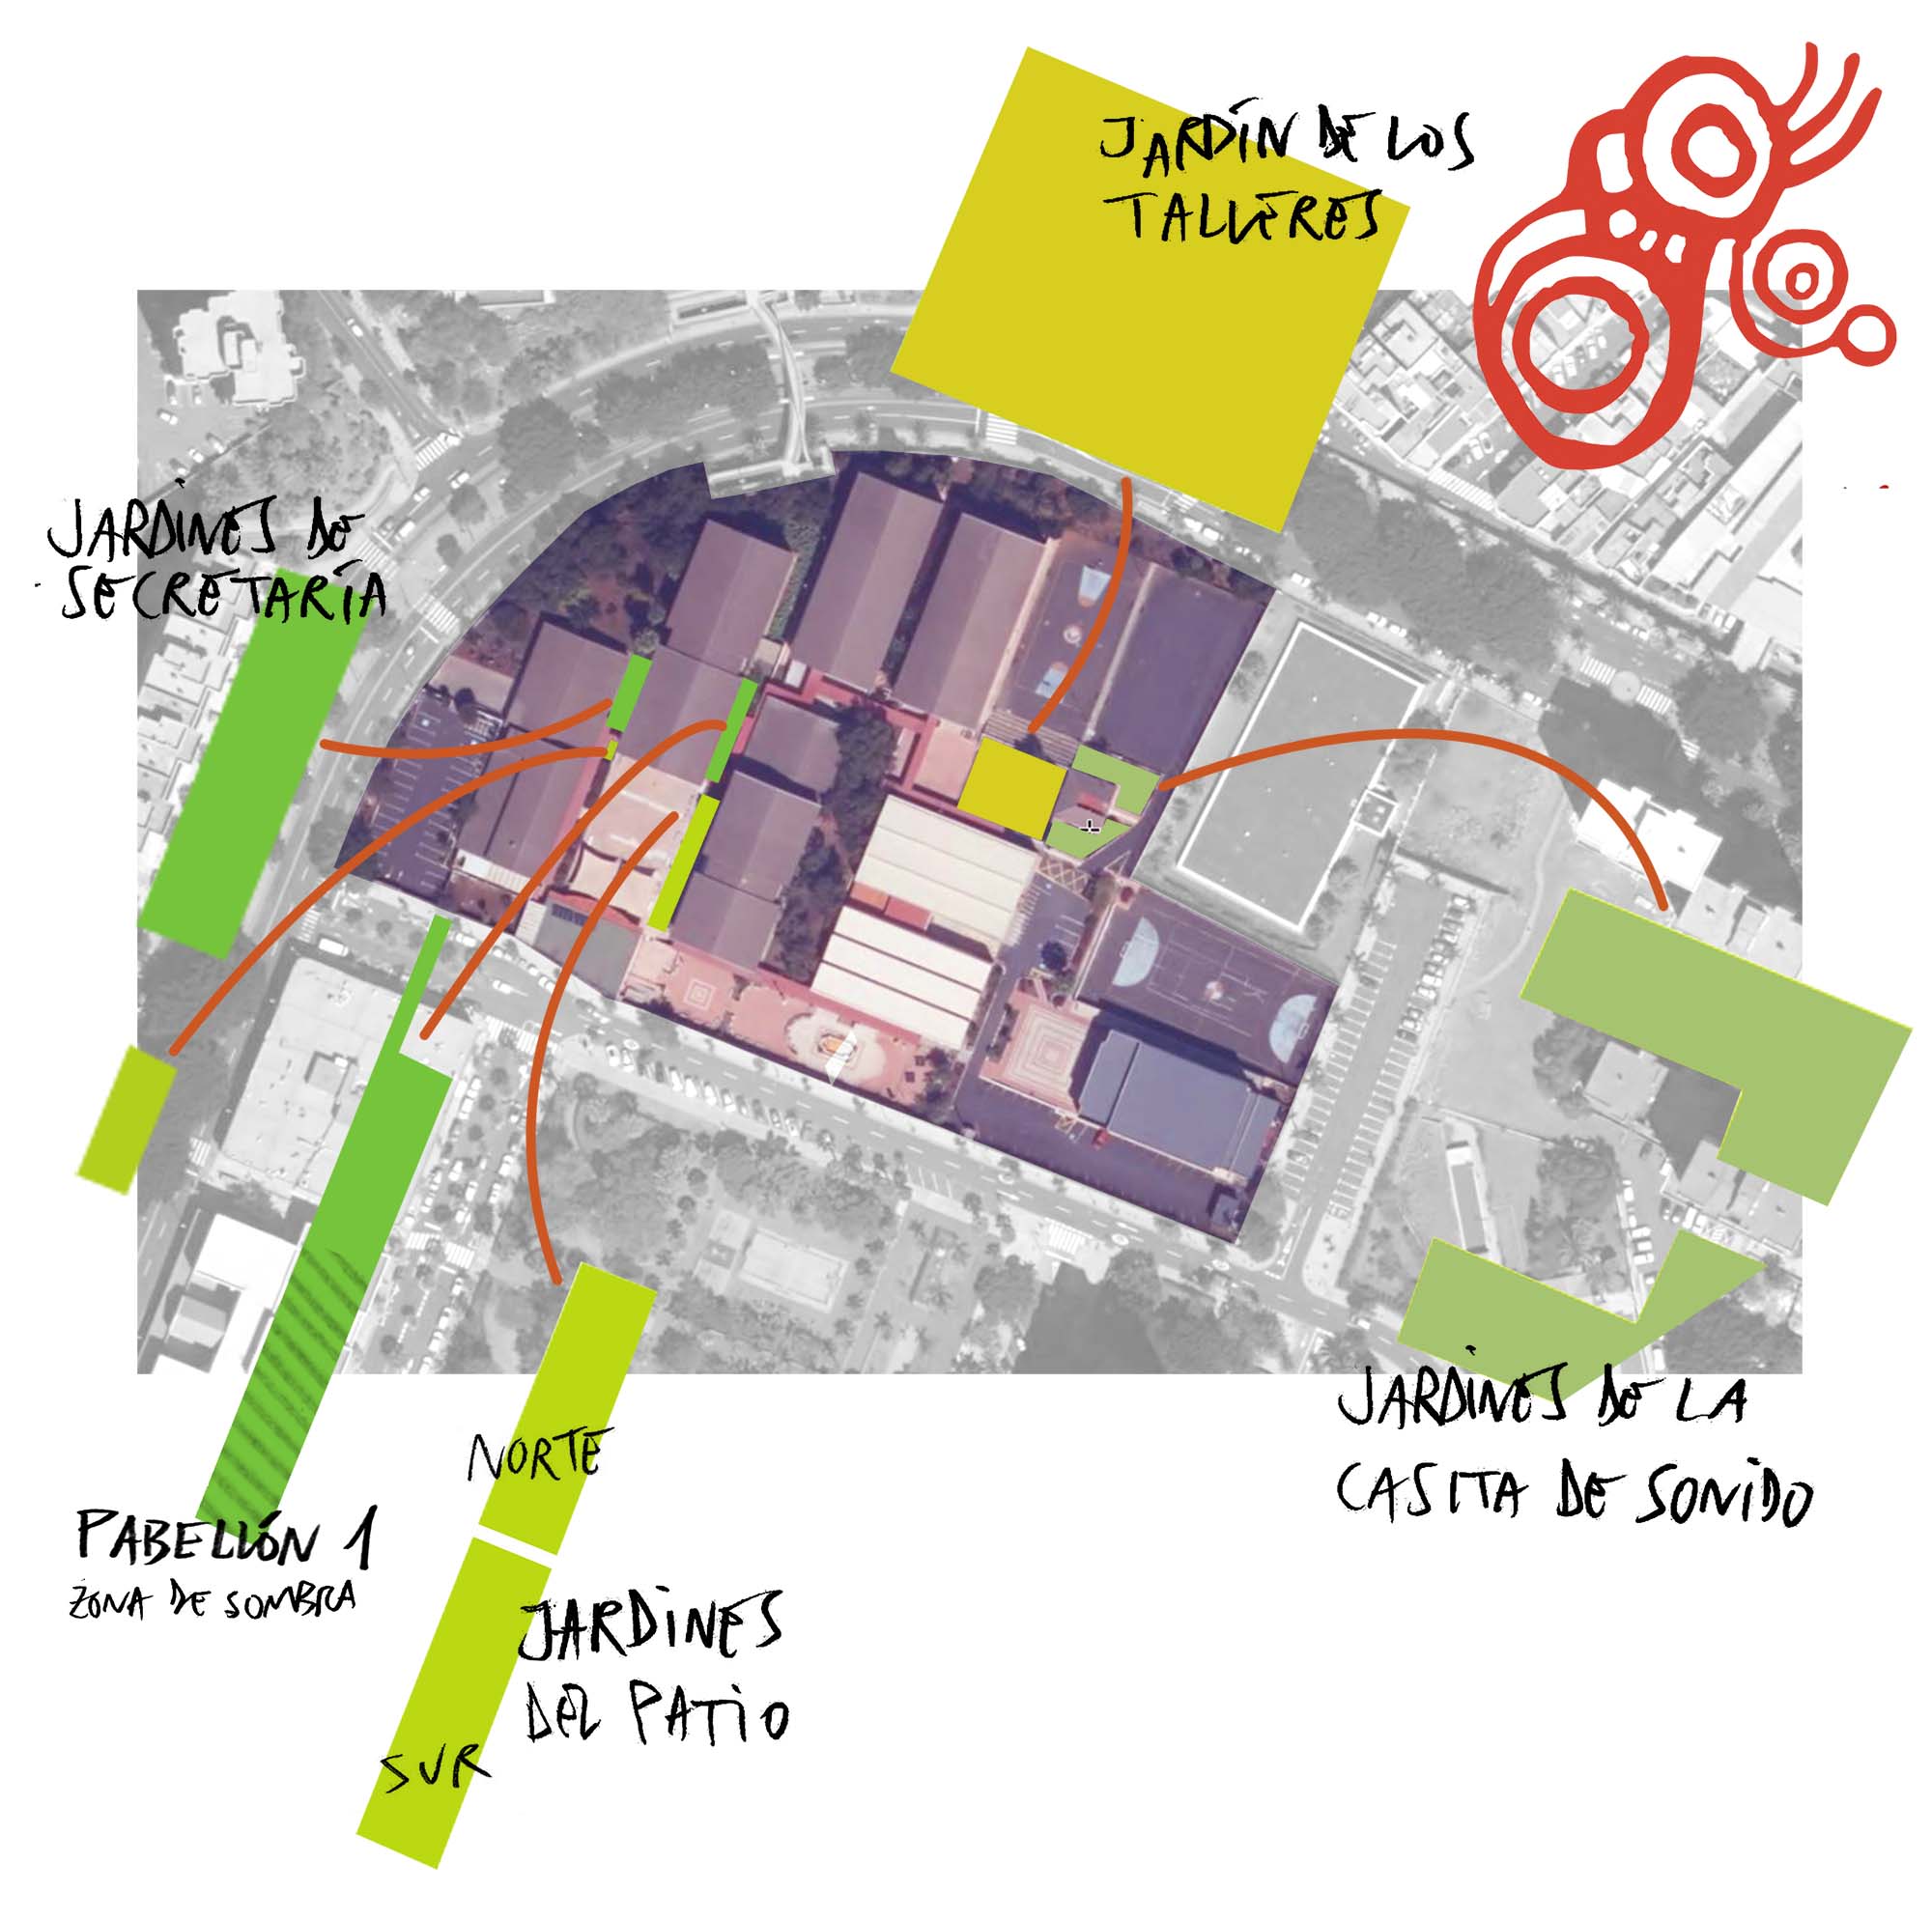 JARDÍN DE LOS
TALLERES
JARDINES DE
SECRETARÍA
JARDINES DE LA
CASITA DE SONIDO
NORTE
PABELLÓN 1
ZONA DE SOMBRA
JARDINES
DEL PATIO
SUR